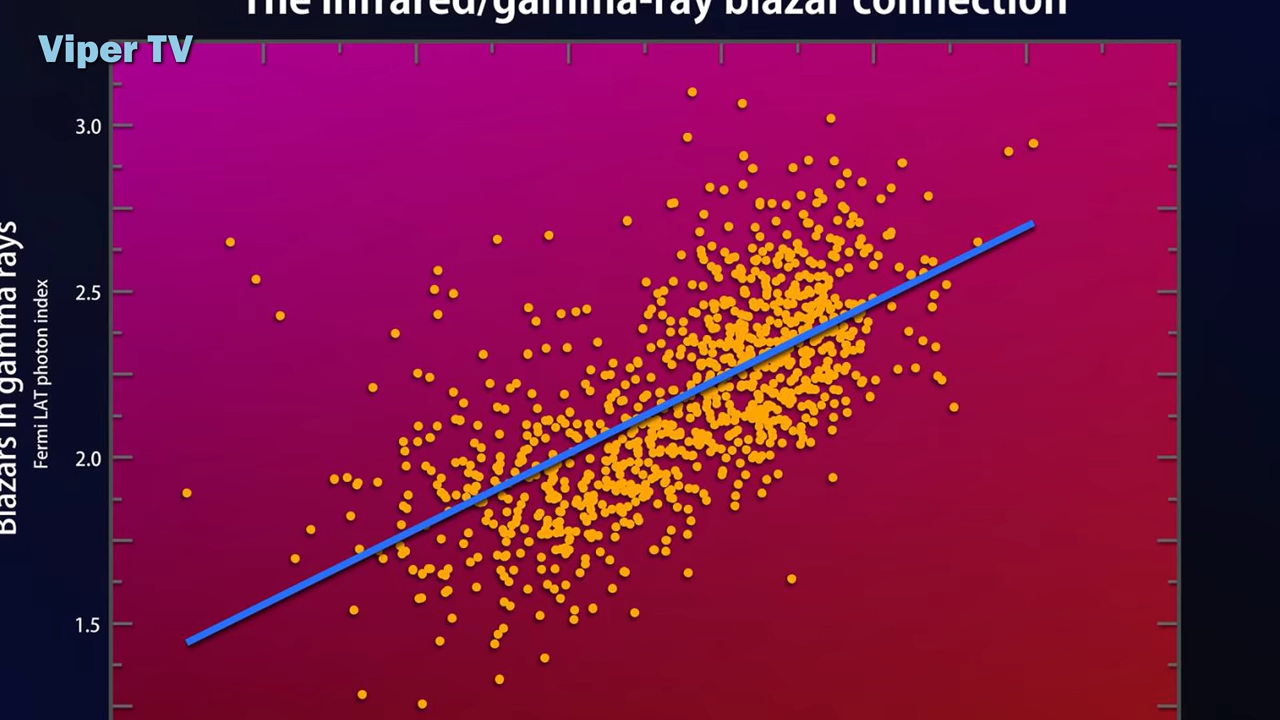 The infrared/gamma-ray blazar connection
Viper TV
3.0
2.5
2.0
1.5
Blazars in gamma rays
Fermi LAT photon index